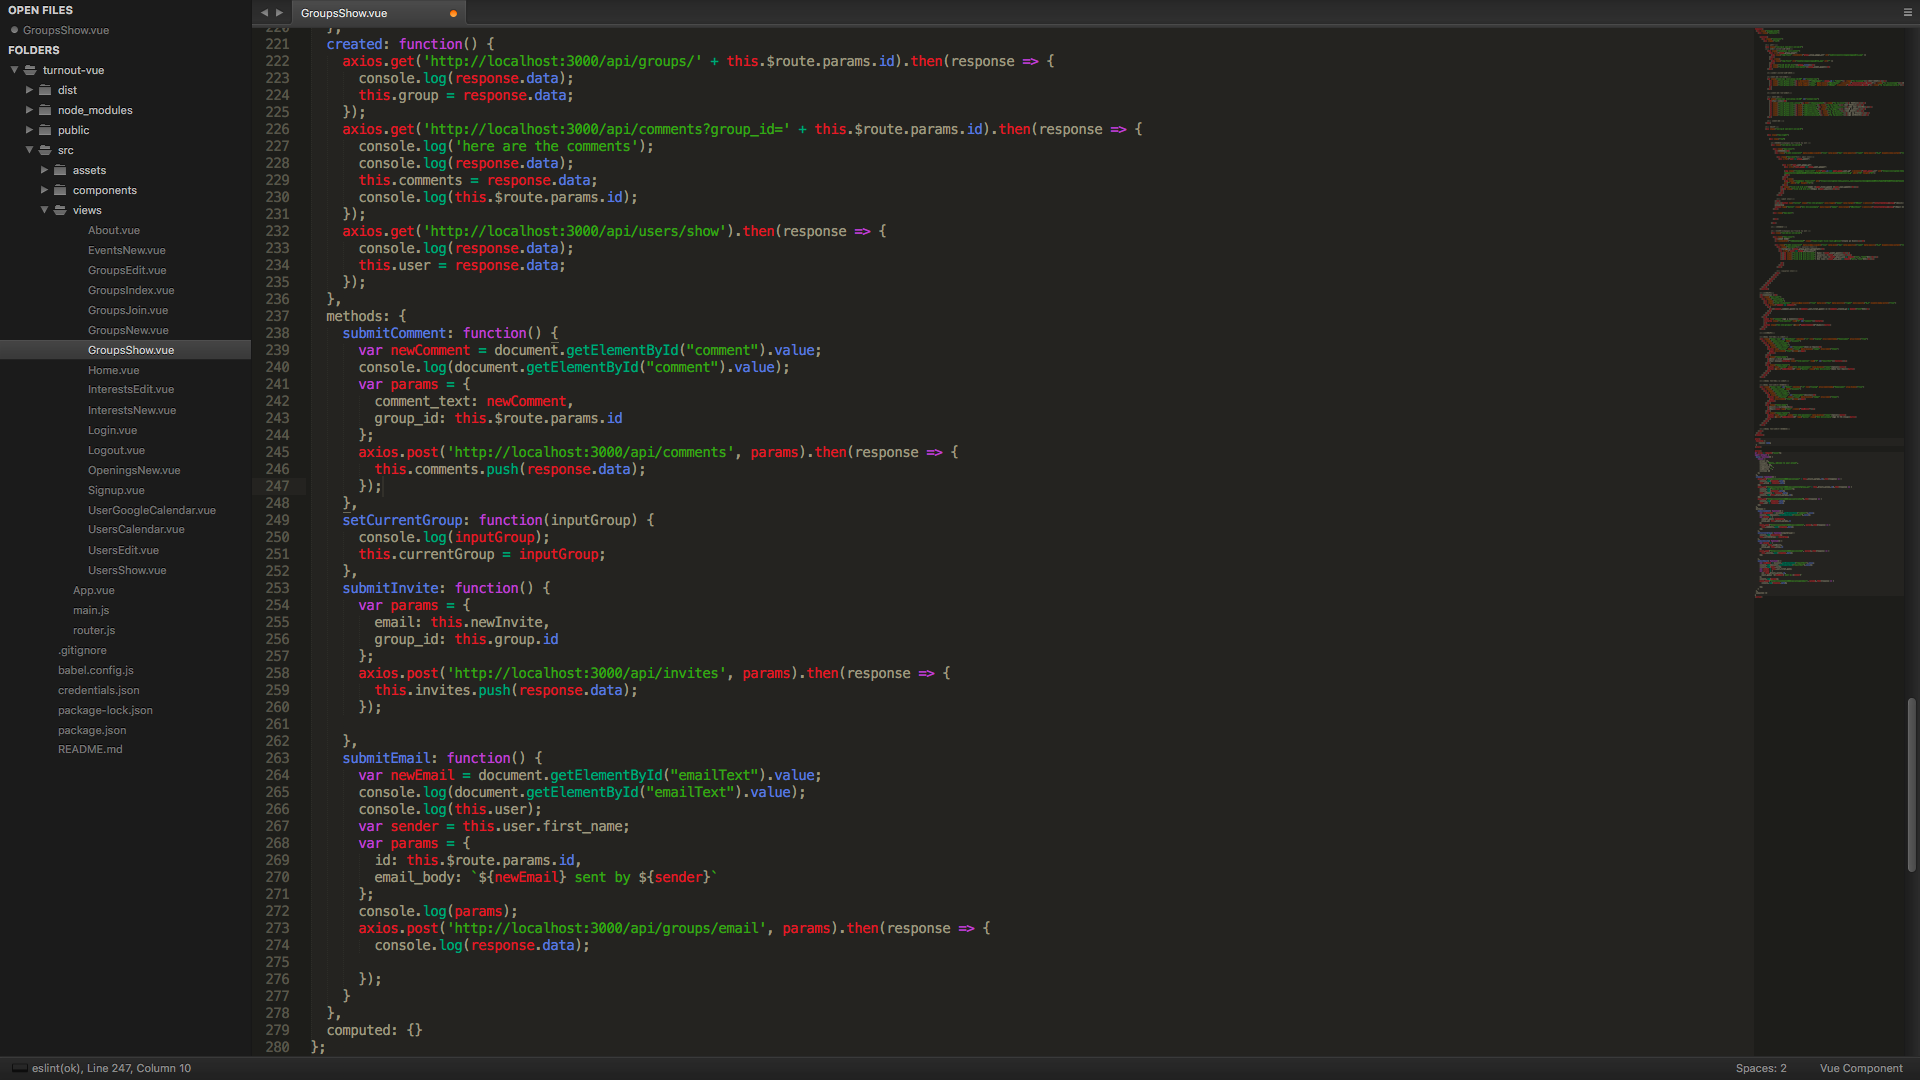 OPEN FILES
GroupsShow.vue
FOLDERS
turnout-vue
dist
node_modules
public
src
assets
components
views
About.vue
EventsNew.vue
GroupsEdit.vue
GroupsIndex.vue
GroupsJoin.vue
GroupsNew.vue
GroupsShow.vue
Home.vue
InterestsEdit.vue
InterestsNew.vue
Login.vue
Logout.vue
OpeningsNew.vue
Signup.vue
UserGoogleCalendar.vue
UsersCalendar.vue
UsersEdit.vue
UsersShow.vue
App.vue
main.js
router.js
.gitignore
babel.config.js
credentials.json
package-lock.json
package.json
README.md
GroupsShow.vue
220 },
221 created: function() {
222 axios.get('http://localhost:3000/api/groups/' + this.$route.params.id).then(response => {
223 console.log(response.data);
224 this.group = response.data;
225 });
226 axios.get('http://localhost:3000/api/comments?group_id=' + this.$route.params.id).then(response => {
227 console.log('here are the comments');
228 console.log(response.data);
229 this.comments = response.data;
230 console.log(this.$route.params.id);
231 });
232 axios.get('http://localhost:3000/api/users/show').then(response => {
233 console.log(response.data);
234 this.user = response.data;
235 });
236 },
237 methods: {
238 submitComment: function() {
239 var newComment = document.getElementById("comment").value;
240 console.log(document.getElementById("comment").value);
241 var params = {
242 comment_text: newComment,
243 group_id: this.$route.params.id
244 };
245 axios.post('http://localhost:3000/api/comments', params).then(response => {
246 this.comments.push(response.data);
247 });
248 },
249 setCurrentGroup: function(inputGroup) {
250 console.log(inputGroup);
251 this.currentGroup = inputGroup;
252 },
253 submitInvite: function() {
254 var params = {
255 email: this.newInvite,
256 group_id: this.group.id
257 };
258 axios.post('http://localhost:3000/api/invites', params).then(response => {
259 this.invites.push(response.data);
260 });
261
262 },
263 submitEmail: function() {
264 var newEmail = document.getElementById("emailText").value;
265 console.log(document.getElementById("emailText").value);
266 console.log(this.user);
267 var sender = this.user.first_name;
268 var params = {
269 id: this.$route.params.id,
270 email_body: `${newEmail} sent by ${sender}`
271 };
272 console.log(params);
273 axios.post('http://localhost:3000/api/groups/email', params).then(response => {
274 console.log(response.data);
275
276 });
277 }
278 },
279 computed: {}
280 };
eslint(ok), Line 247, Column 10
Spaces: 2
Vue Component